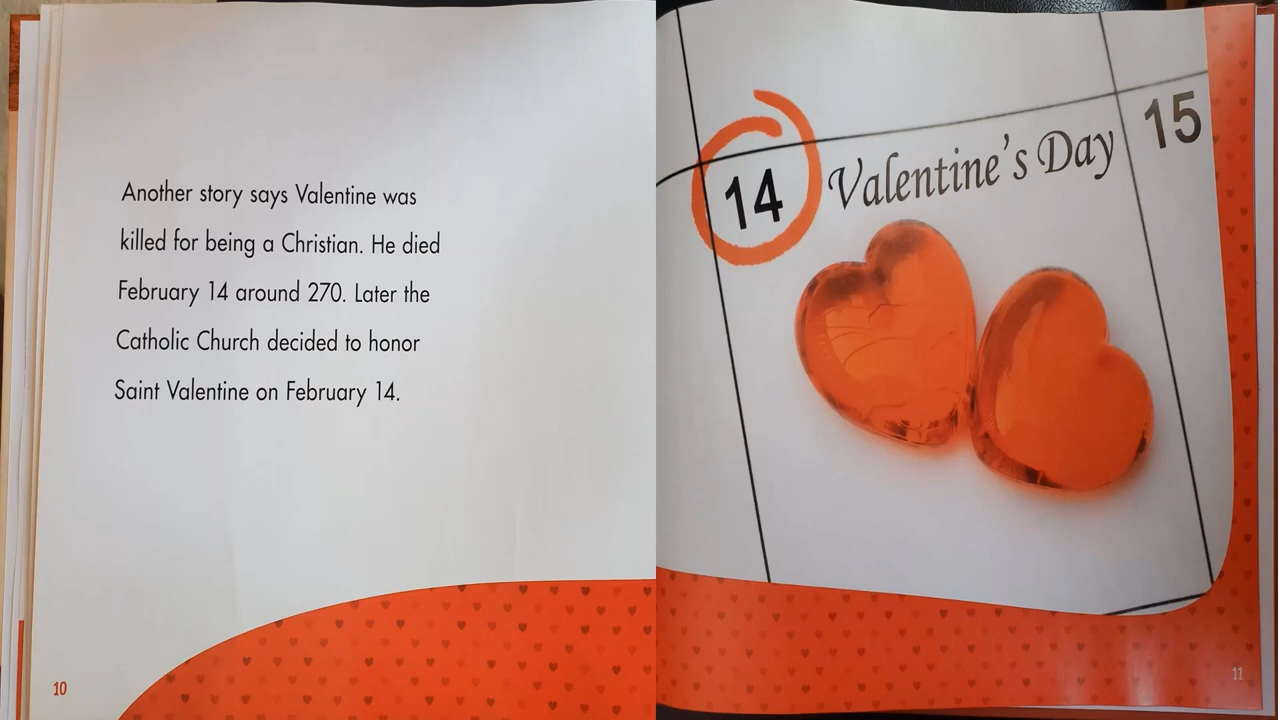 Another story says Valentine was
killed for being a Christian. He died
February 14 around 270. Later the
Catholic Church decided to honor
Saint Valentine on February 14.
10
14 Valentine's Day 15
11